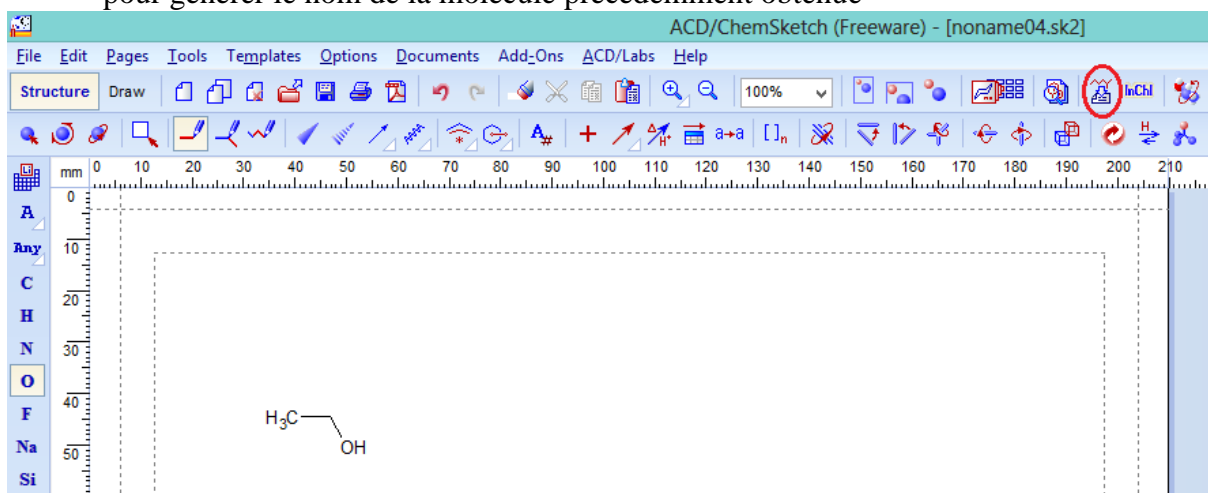 pour générer le nom de la molécule précédemment obtenue
ACD/ChemSketch (Freeware) - [noname04.sk2]
File Edit Pages Tools Templates Options Documents Add-Ons ACD/Labs Help
Structure Draw 100% InChI
A# H+ a→a []n H
mm 0 10 20 30 40 50 60 70 80 90 100 110 120 130 140 150 160 170 180 190 200 210
0
A
Any 10
C
20
H
N 30
O
40
F
H3C
OH
Na
50
Si